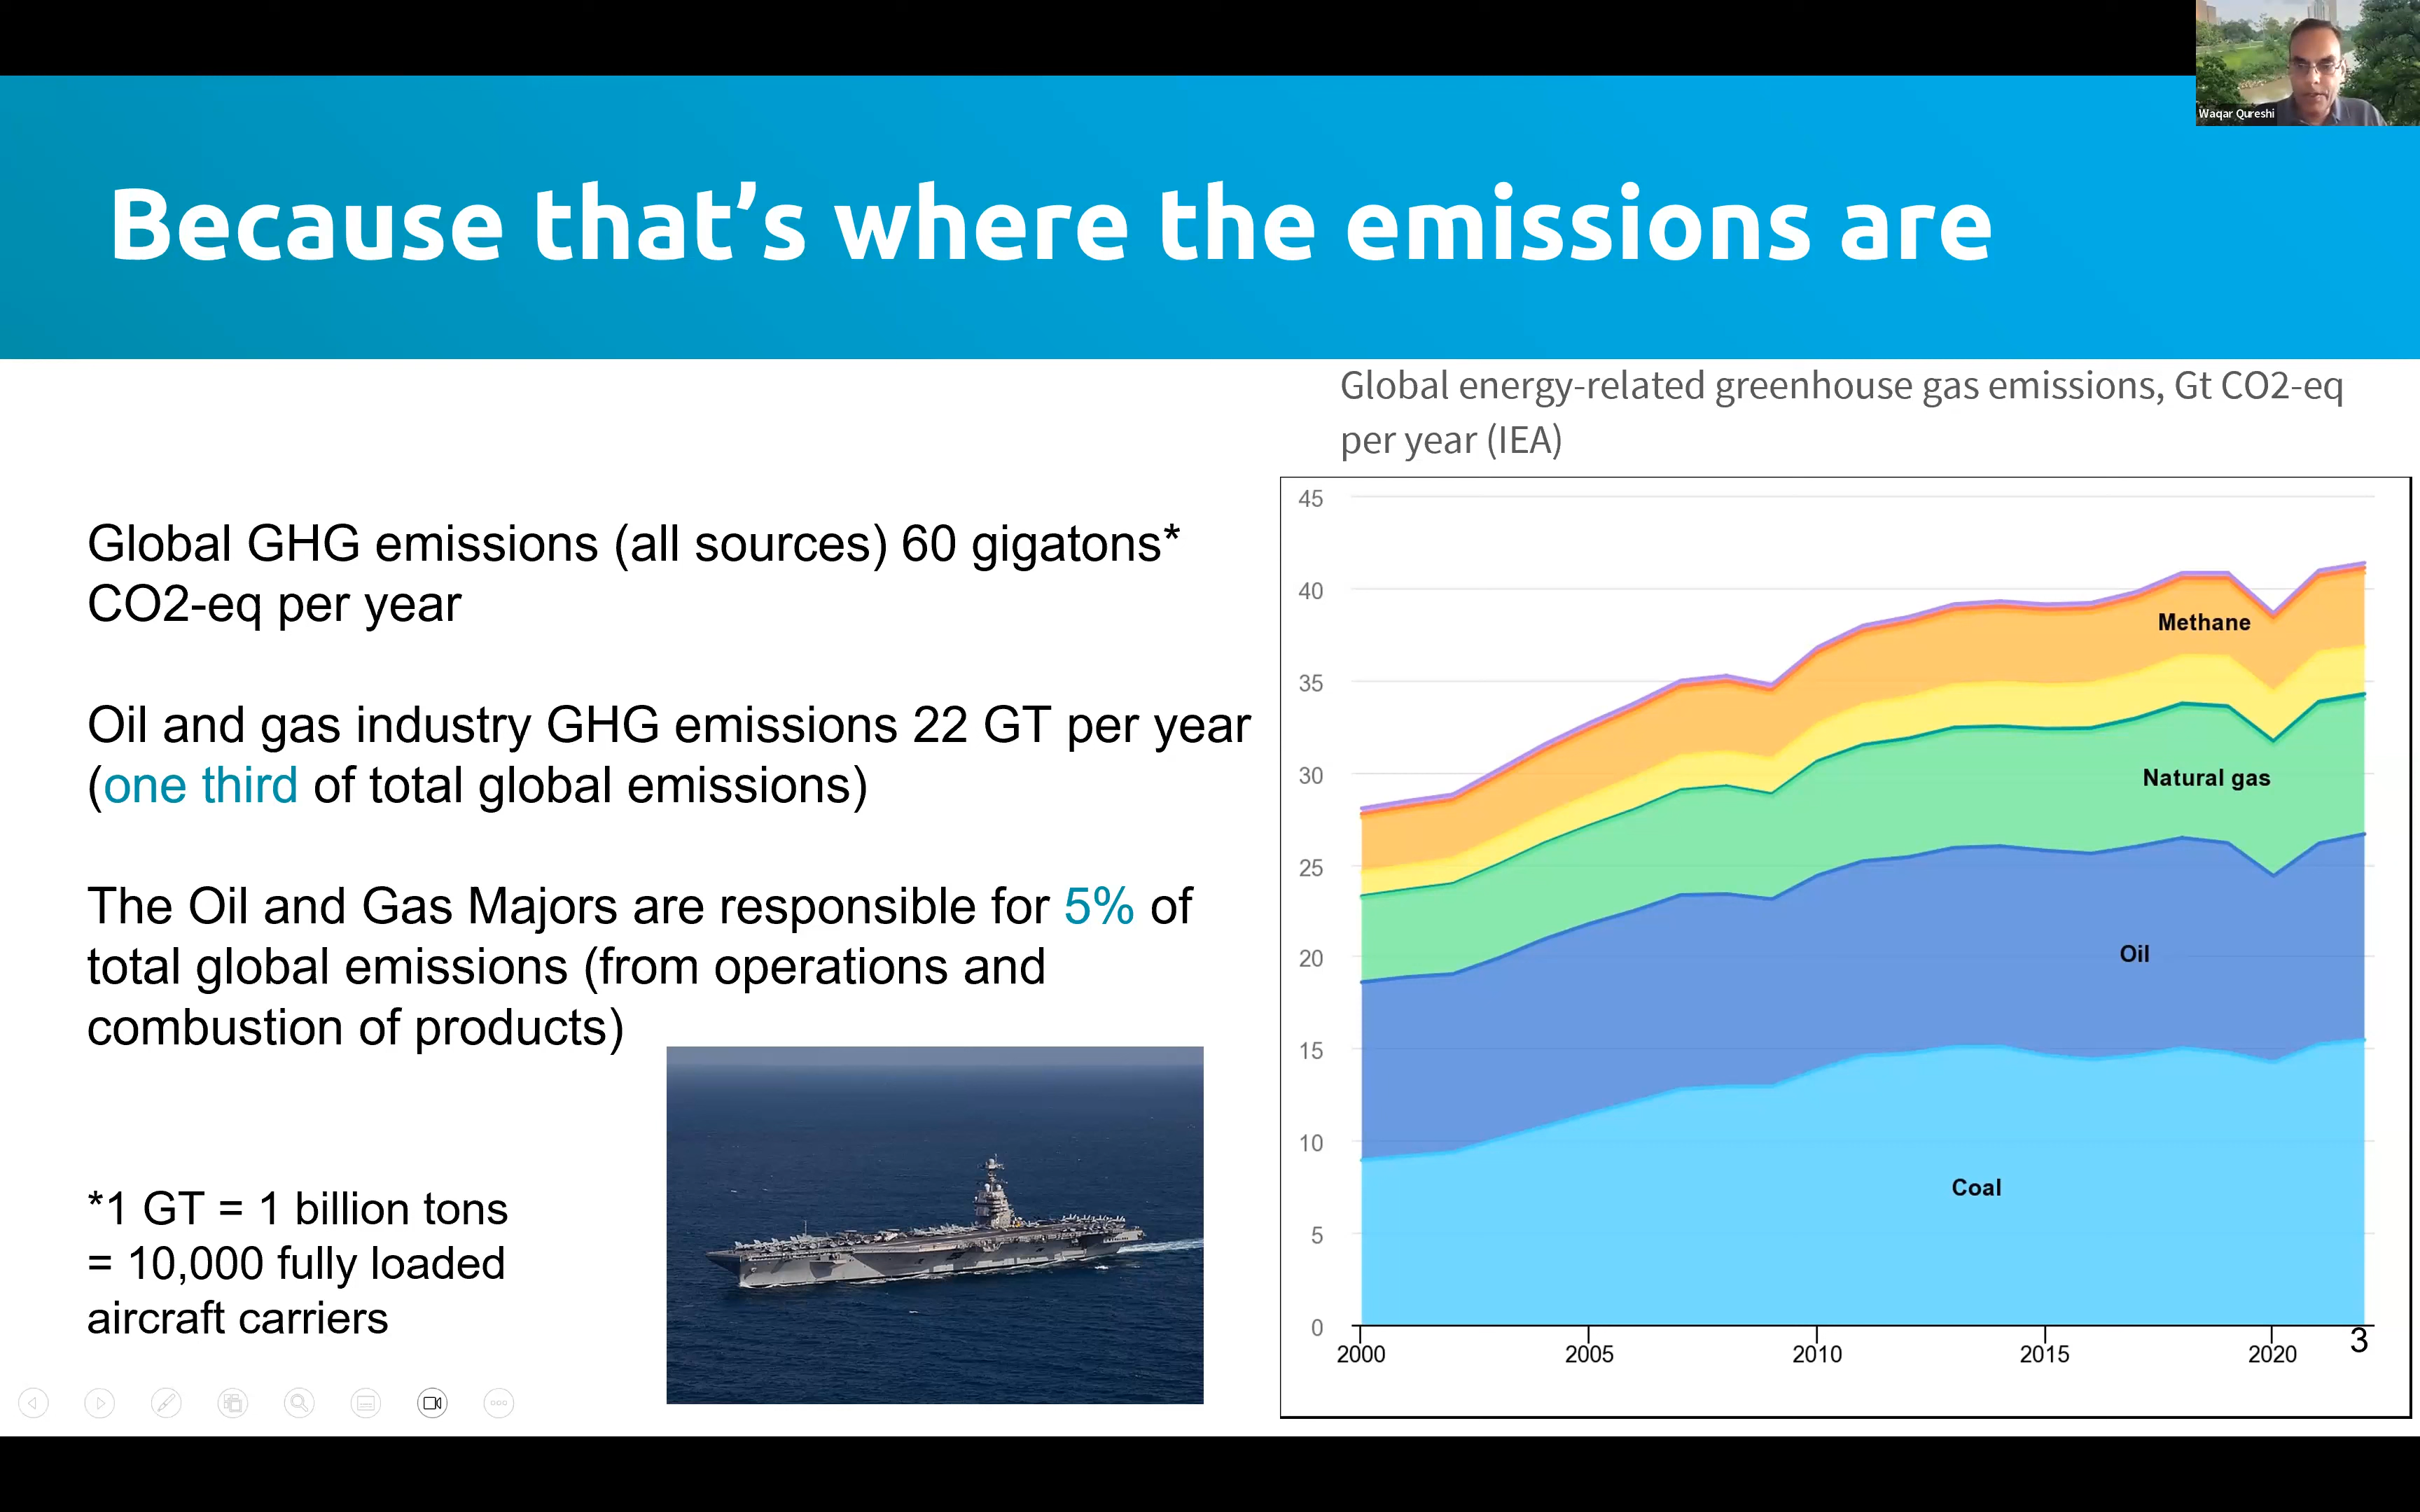 Waqar Qureshi
Because that’s where the emissions are
Global energy-related greenhouse gas emissions, Gt CO2-eq
per year (IEA)
Global GHG emissions (all sources) 60 gigatons*
CO2-eq per year
Oil and gas industry GHG emissions 22 GT per year
(one third of total global emissions)
The Oil and Gas Majors are responsible for 5% of
total global emissions (from operations and
combustion of products)
*1 GT = 1 billion tons
= 10,000 fully loaded
aircraft carriers
45
40
35
30
25
20
15
10
5
0
Methane
Natural gas
Oil
Coal
2000
2005
2010
2015
2020
3